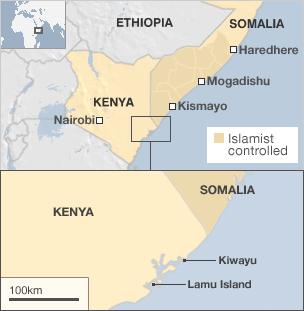 ETHIOPIA
SOMALIA
Haredhere
Mogadishu
KENYA
Kismayo
Nairobi
Islamist
controlled
SOMALIA
KENYA
Kiwayu
Lamu Island
100km